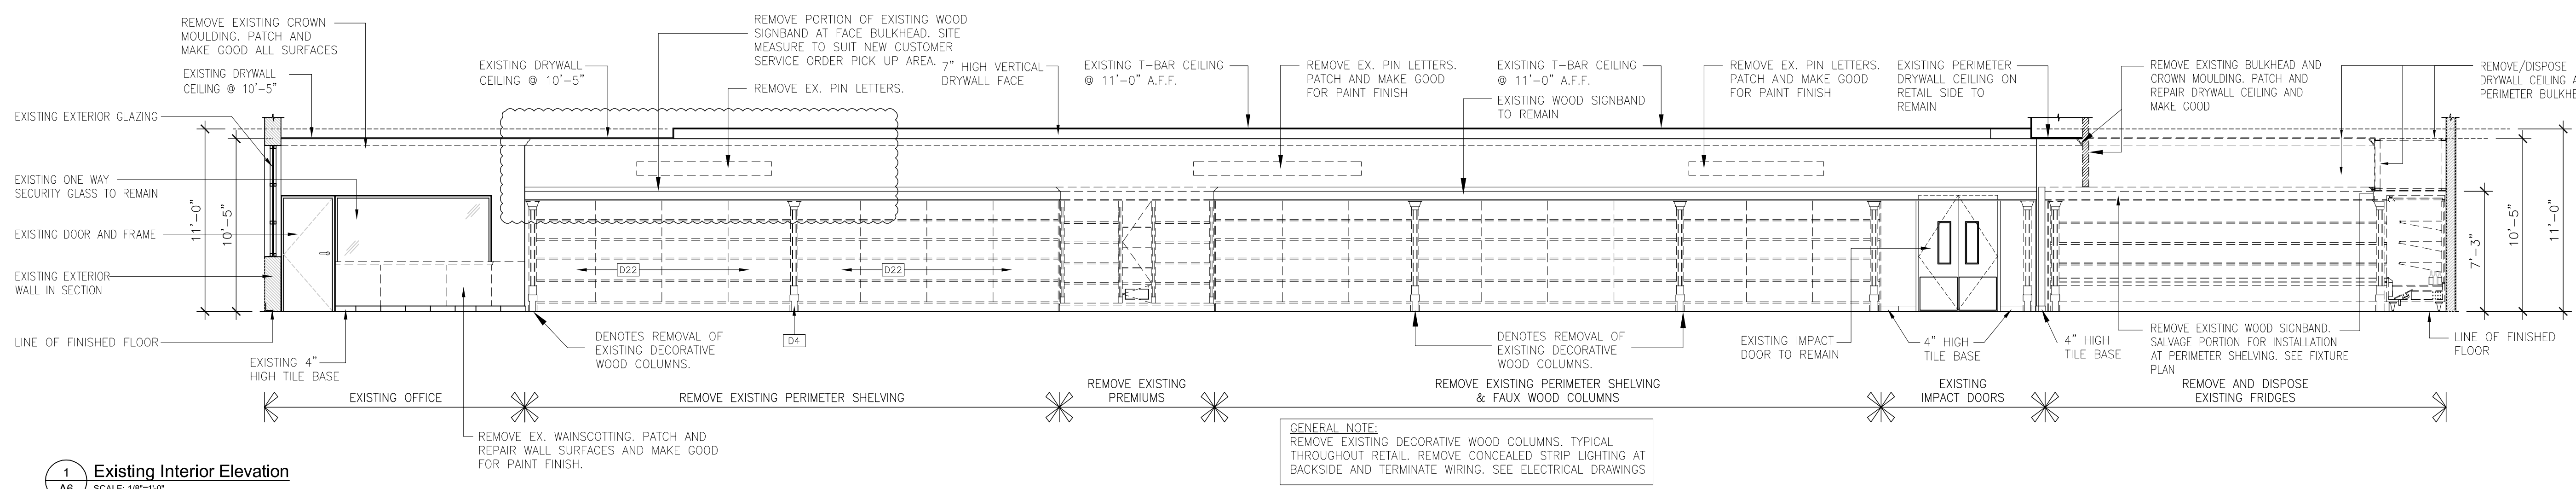 REMOVE EXISTING CROWN
MOULDING. PATCH AND
MAKE GOOD ALL SURFACES
EXISTING DRYWALL
CEILING @ 10'-5"
EXISTING EXTERIOR GLAZING
EXISTING ONE WAY
SECURITY GLASS TO REMAIN
EXISTING DOOR AND FRAME
EXISTING EXTERIOR
WALL IN SECTION
LINE OF FINISHED FLOOR
11'-0"
10'-5"
EXISTING 4"
HIGH TILE BASE
EXISTING DRYWALL
CEILING @ 10'-5"
REMOVE PORTION OF EXISTING WOOD
SIGNBAND AT FACE BULKHEAD. SITE
MEASURE TO SUIT NEW CUSTOMER
SERVICE ORDER PICK UP AREA.
REMOVE EX. PIN LETTERS.
7" HIGH VERTICAL
DRYWALL FACE
EXISTING T-BAR CEILING
@ 11'-0" A.F.F.
REMOVE EX. PIN LETTERS.
PATCH AND MAKE GOOD
FOR PAINT FINISH
EXISTING T-BAR CEILING
@ 11'-0" A.F.F.
EXISTING WOOD SIGNBAND
TO REMAIN
REMOVE EX. PIN LETTERS.
PATCH AND MAKE GOOD
FOR PAINT FINISH
EXISTING PERIMETER
DRYWALL CEILING ON
RETAIL SIDE TO
REMAIN
REMOVE EXISTING BULKHEAD AND
CROWN MOULDING. PATCH AND
REPAIR DRYWALL CEILING AND
MAKE GOOD
REMOVE/DISPOSE
DRYWALL CEILING A
PERIMETER BULKHE
D22
D22
D4
7'-3"
10'-5"
11'-0"
DENOTES REMOVAL OF
EXISTING DECORATIVE
WOOD COLUMNS.
DENOTES REMOVAL OF
EXISTING DECORATIVE
WOOD COLUMNS.
EXISTING IMPACT
DOOR TO REMAIN
4" HIGH
TILE BASE
4" HIGH
TILE BASE
REMOVE EXISTING WOOD SIGNBAND.
SALVAGE PORTION FOR INSTALLATION
AT PERIMETER SHELVING. SEE FIXTURE
PLAN
LINE OF FINISHED
FLOOR
EXISTING OFFICE
REMOVE EXISTING PERIMETER SHELVING
REMOVE EXISTING
PREMIUMS
REMOVE EXISTING PERIMETER SHELVING
& FAUX WOOD COLUMNS
EXISTING
IMPACT DOORS
REMOVE AND DISPOSE
EXISTING FRIDGES
REMOVE EX. WAINSCOTTING. PATCH AND
REPAIR WALL SURFACES AND MAKE GOOD
FOR PAINT FINISH.
GENERAL NOTE:
REMOVE EXISTING DECORATIVE WOOD COLUMNS. TYPICAL
THROUGHOUT RETAIL. REMOVE CONCEALED STRIP LIGHTING AT
BACKSIDE AND TERMINATE WIRING. SEE ELECTRICAL DRAWINGS
1
A6
Existing Interior Elevation
SCALE: 1/8"=1'-0"